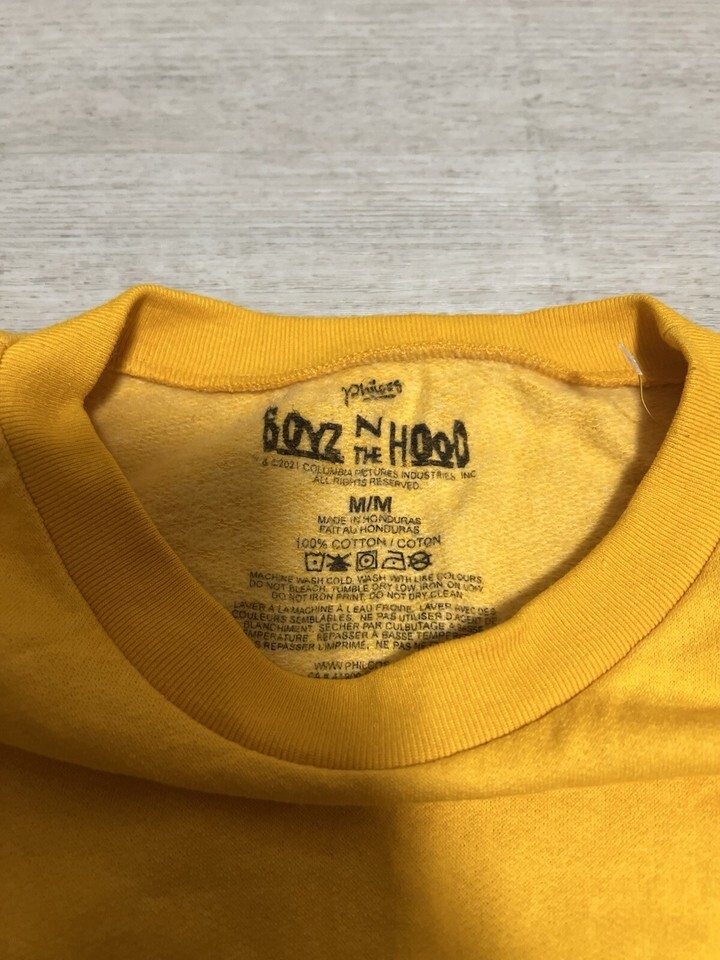 Philcos
BOYZ N THE HOOD
& ©2021 COLUMBIA PICTURES INDUSTRIES, INC.
ALL RIGHTS RESERVED.
M/M
MADE IN HONDURAS
FAIT AU HONDURAS
100% COTTON / COTON
MACHINE WASH COLD, WASH WITH LIKE COLOURS
DO NOT BLEACH, TUMBLE DRY LOW, IRON ON LOW
DO NOT IRON PRINT, DO NOT DRY CLEAN
LAVER À LA MACHINE À L'EAU FROIDE, LAVER AVEC DES
COULEURS SEMBLABLES, NE PAS UTILISER D'AGENT DE
BLANCHIMENT, SÉCHER PAR CULBUTAGE À
TEMPÉRATURE, REPASSER À BASSE
REPASSER L'IMPRIMÉ, NE PAS
WWW.PHILCOS
CA #